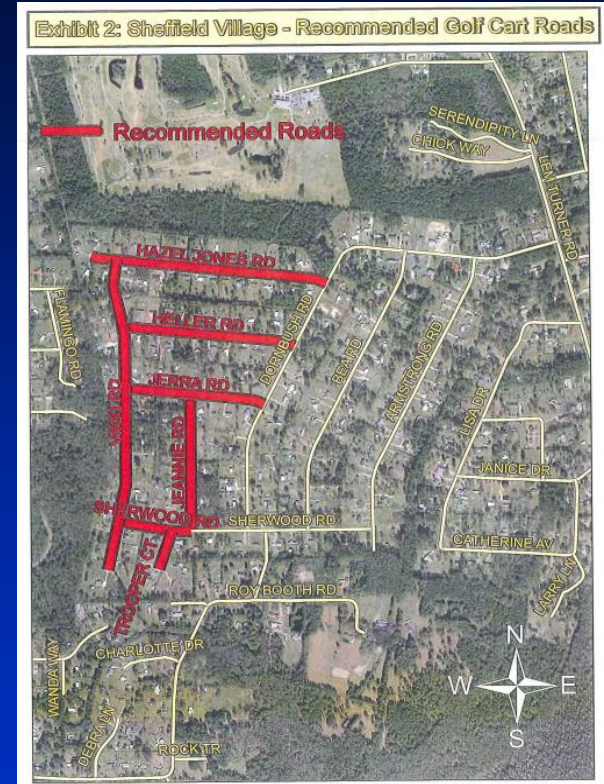 Exhibit 2: Sheffield Village - Recommended Golf Cart Roads
SERENDIPITY LN
CHICK WAY
LEM TURNER RD
Recommended Roads
HAZEL JONES RD
FLAMINGO RD
HELLER RD
DORNBUSH RD
BEX RD
ARMSTRONG RD
JERRA RD
LISA DR
JEANNIE RD
JANICE DR
SHERWOOD RD
SHERWOOD RD
CATHERINE AV
TROOPER CT
ROY BOOTH RD
LARRY LN
CHARLOTTE DR
WANDA WAY
DEBRA LN
ROCK TR
N
W
E
S